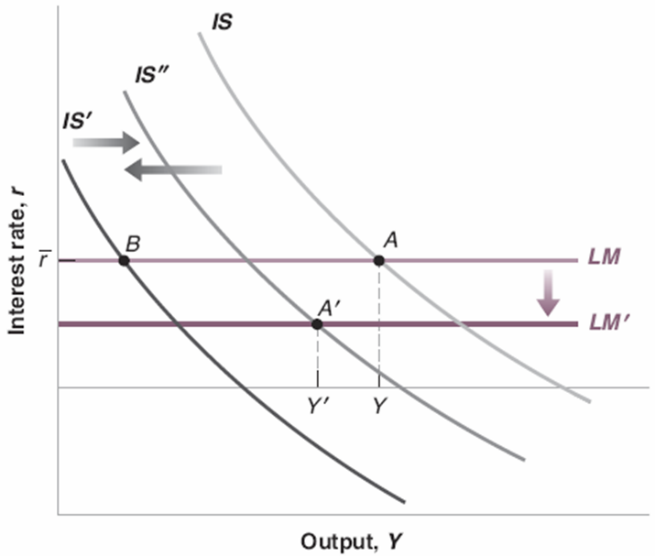 IS
IS″
IS′
B
A
r̅
LM
A′
LM′
Y′
Y
Interest rate, r
Output, Y